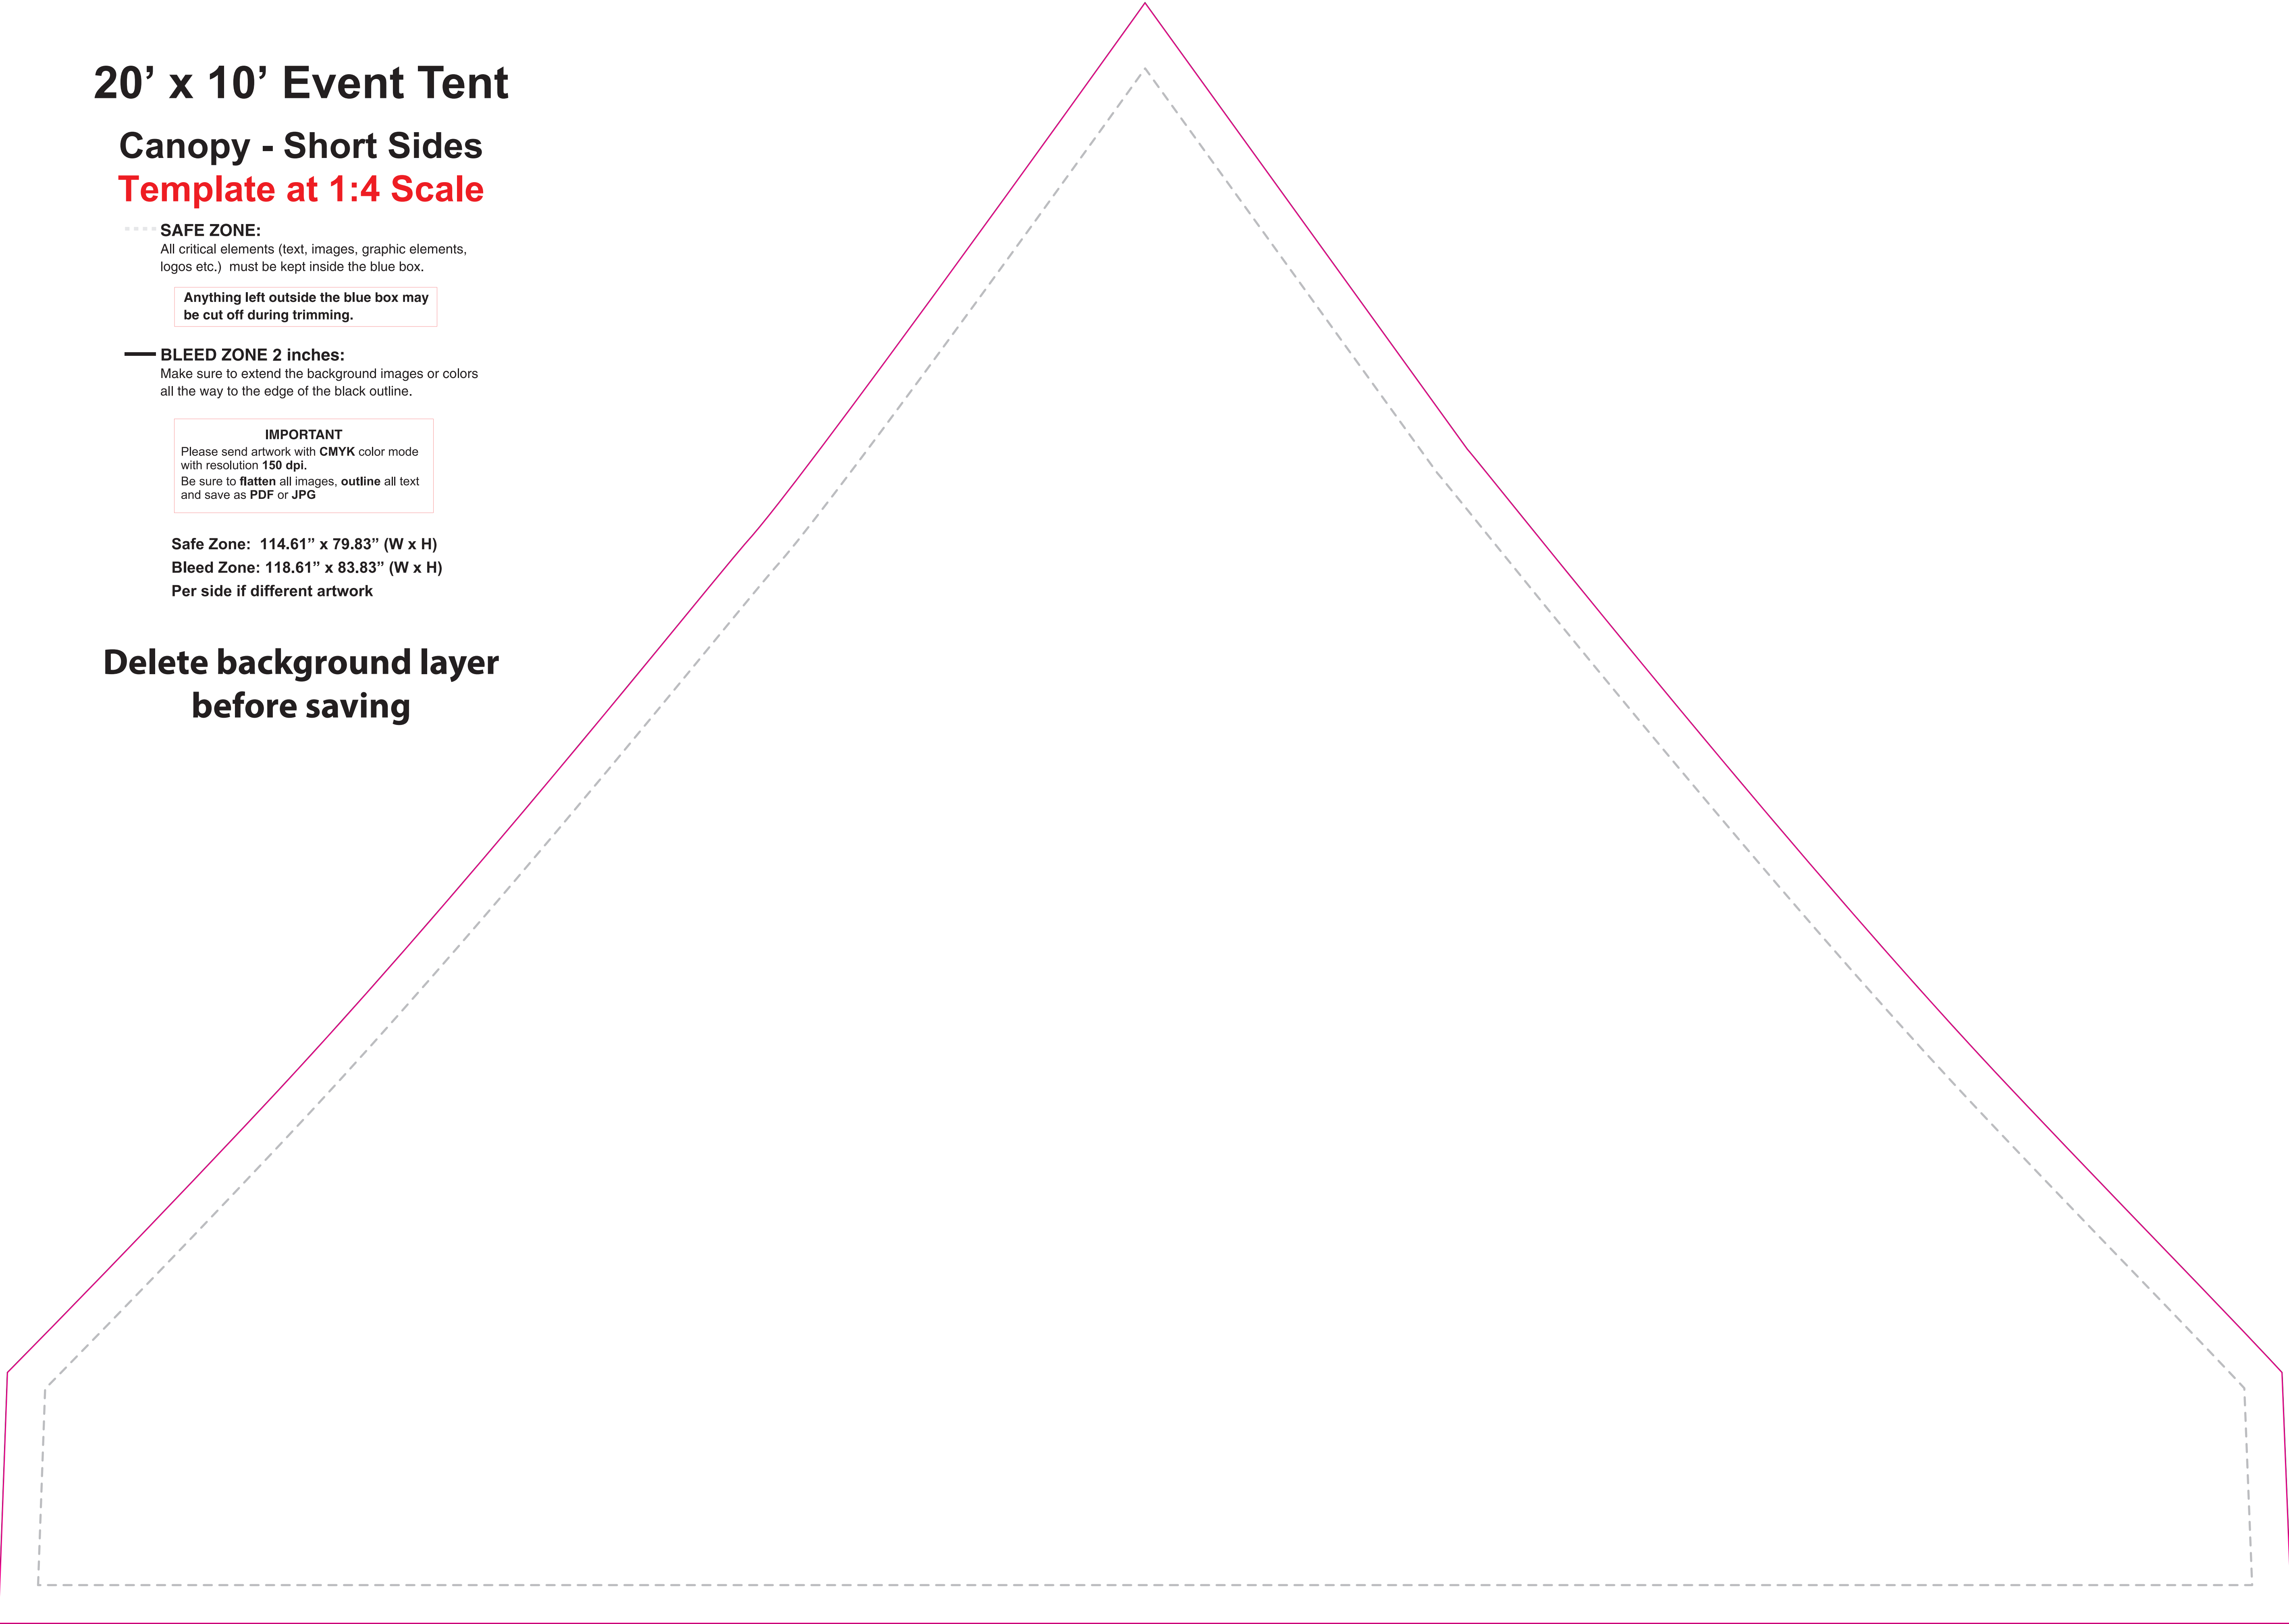 20’ x 10’ Event Tent
Canopy - Short Sides
Template at 1:4 Scale
SAFE ZONE:
All critical elements (text, images, graphic elements,
logos etc.)  must be kept inside the blue box.
Anything left outside the blue box may
be cut off during trimming.
BLEED ZONE 2 inches:
Make sure to extend the background images or colors
all the way to the edge of the black outline.
IMPORTANT
Please send artwork with CMYK color mode
with resolution 150 dpi.
Be sure to flatten all images, outline all text
and save as PDF or JPG
Safe Zone:  114.61” x 79.83” (W x H)
Bleed Zone: 118.61” x 83.83” (W x H)
Per side if different artwork
Delete background layer
before saving